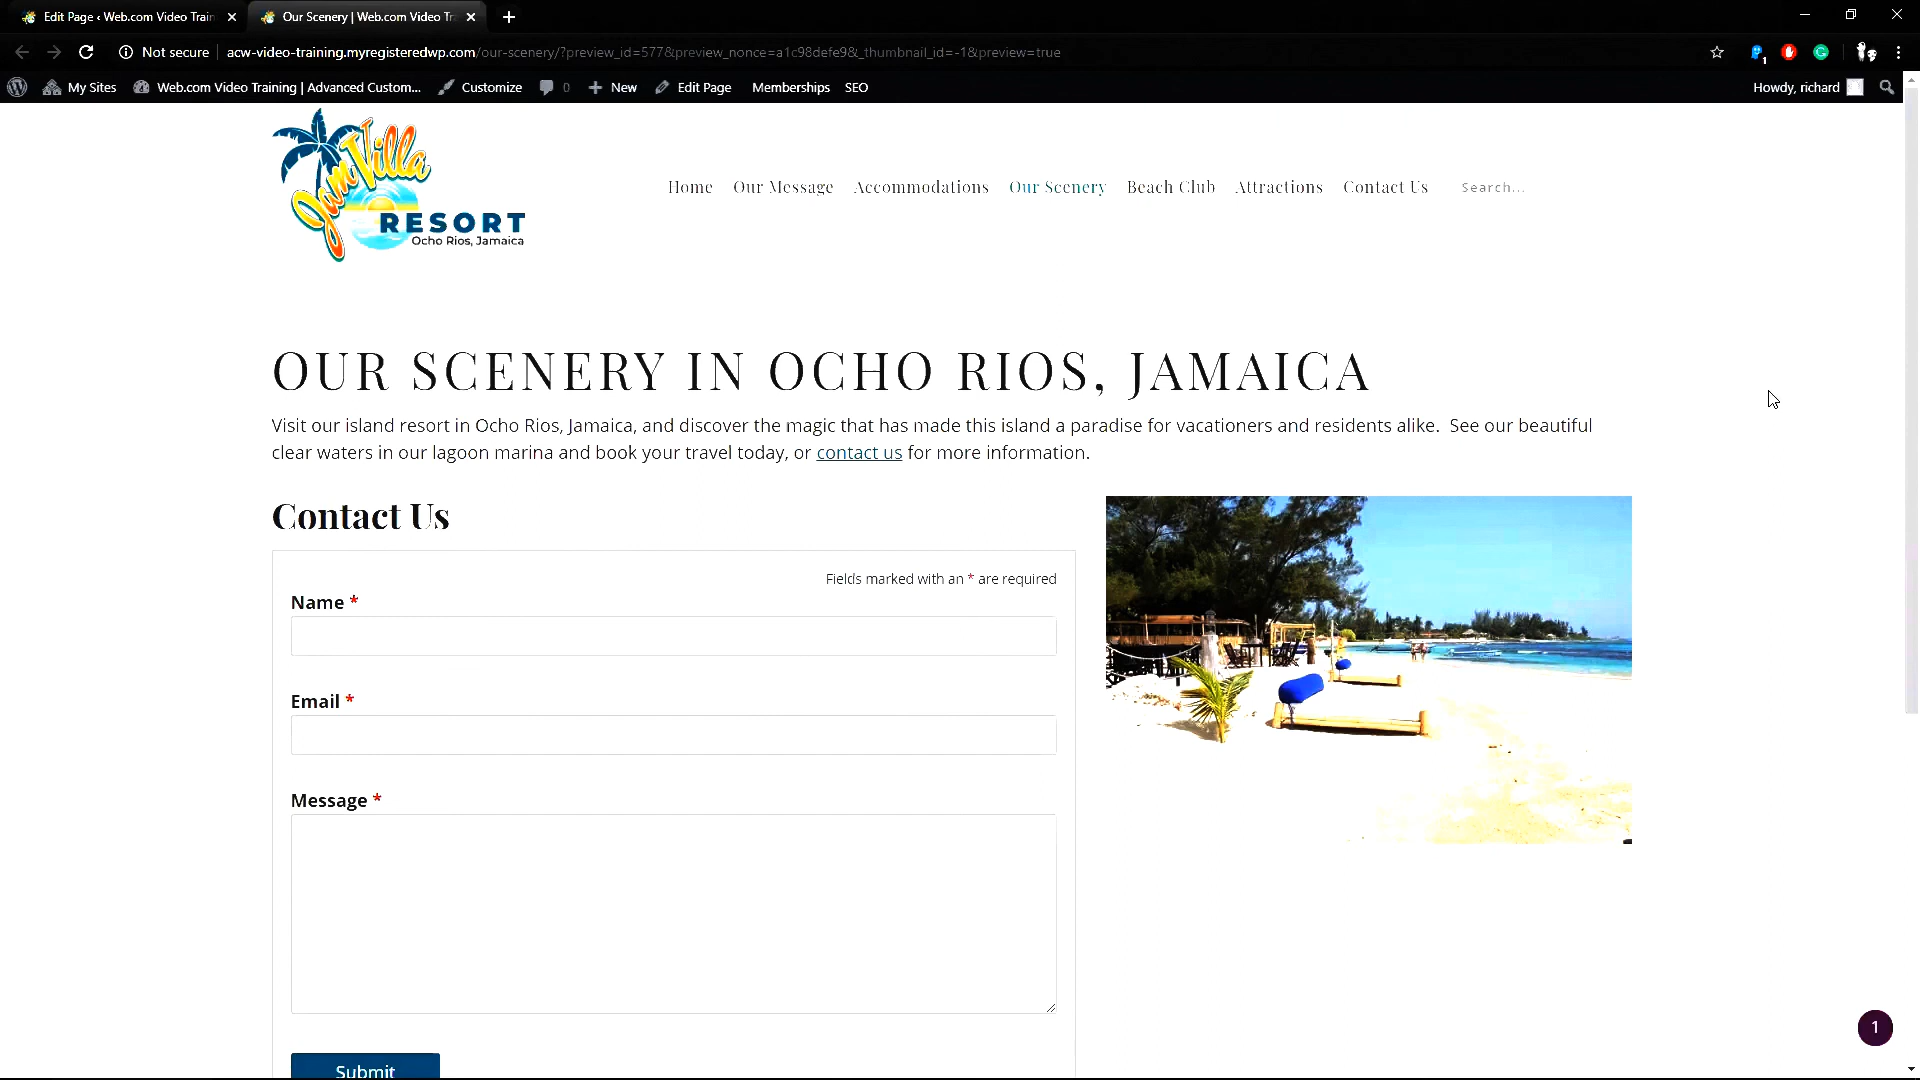 Edit Page ‹ Web.com Video Train
Our Scenery | Web.com Video Tr
Not secure
acw-video-training.myregisteredwp.com/our-scenery/?preview_id=577&preview_nonce=a1c98defe9&_thumbnail_id=-1&preview=true
1
My Sites
Web.com Video Training | Advanced Custom...
Customize
0
New
Edit Page
Memberships
SEO
Howdy, richard
Jam Villa
RESORT
Ocho Rios, Jamaica
Home
Our Message
Accommodations
Our Scenery
Beach Club
Attractions
Contact Us
Search...
OUR SCENERY IN OCHO RIOS, JAMAICA
Visit our island resort in Ocho Rios, Jamaica, and discover the magic that has made this island a paradise for vacationers and residents alike.  See our beautiful
clear waters in our lagoon marina and book your travel today, or contact us for more information.
Contact Us
Fields marked with an * are required
Name *
Email *
Message *
Submit
1